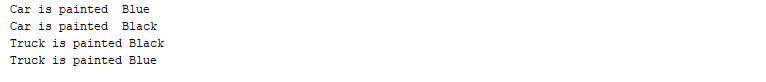 Car is painted  Blue
Car is painted  Black
Truck is painted Black
Truck is painted Blue